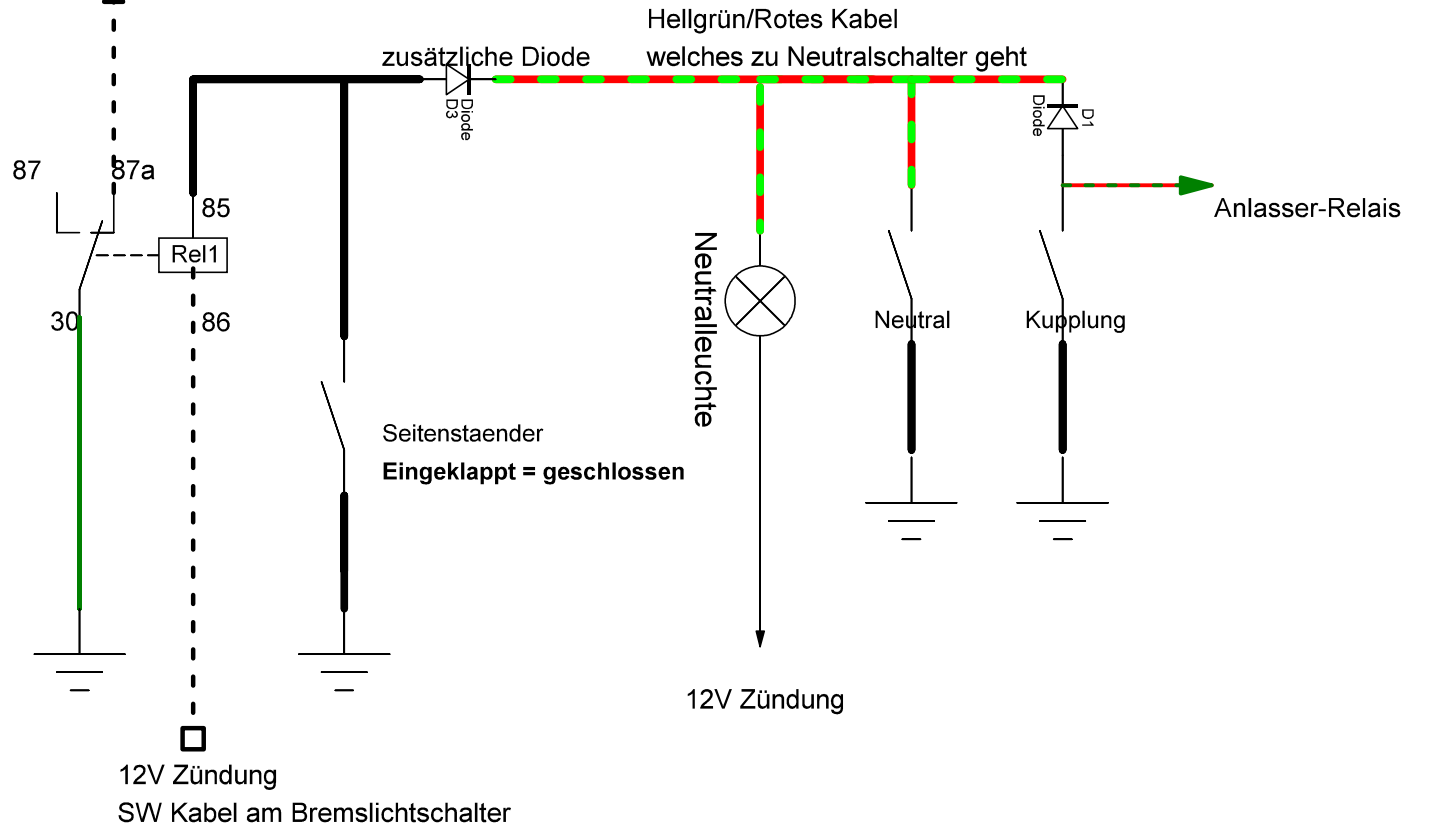 Hellgrün/Rotes Kabel
zusätzliche Diode
welches zu Neutralschalter geht
Diode
D3
D1
Diode
87
87a
85
Anlasser-Relais
Rel1
Neutralleuchte
30
86
Neutral
Kupplung
Seitenstaender
Eingeklappt = geschlossen
12V Zündung
12V Zündung
SW Kabel am Bremslichtschalter